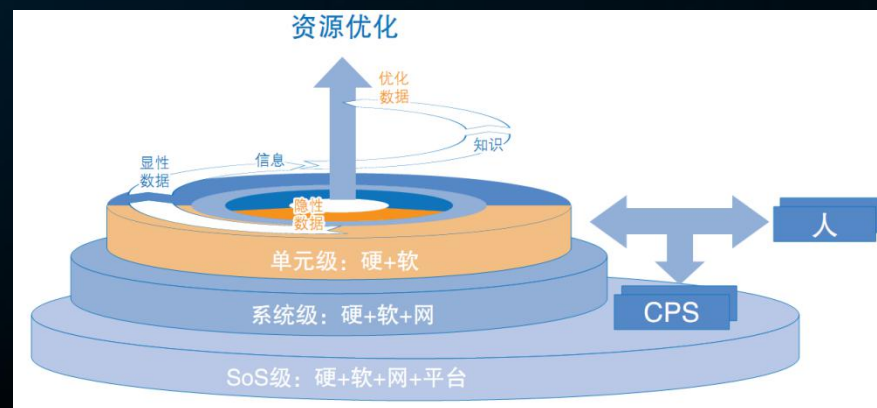 资源优化
优化
数据
知识
信息
显性
数据
隐性
数据
单元级：硬+软
人
系统级：硬+软+网
CPS
SoS级：硬+软+网+平台